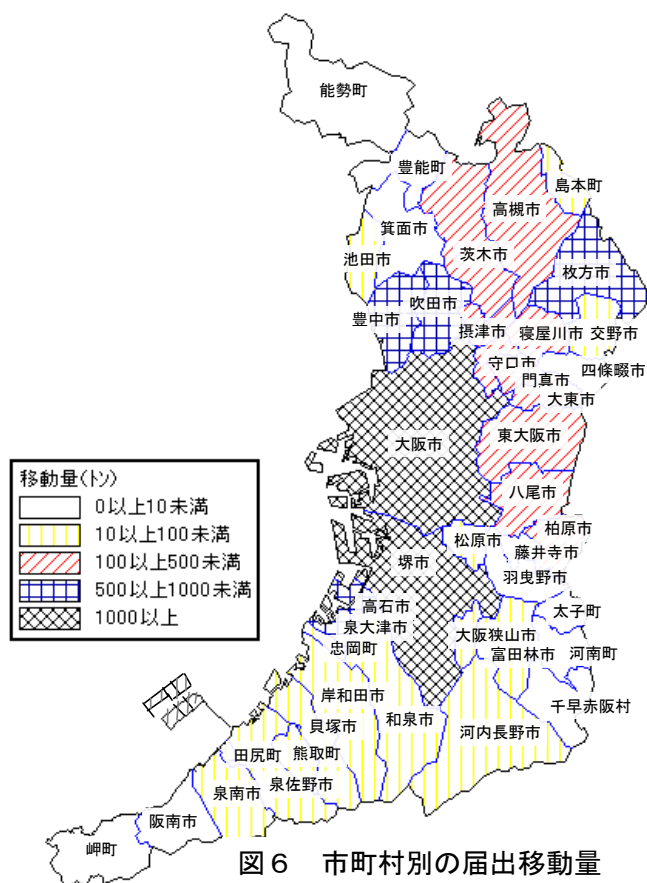 能勢町
豊能町
島本町
高槻市
箕面市
茨木市
池田市
枚方市
吹田市
豊中市
摂津市
寝屋川市
交野市
守口市
四條畷市
門真市
大東市
大阪市
東大阪市
八尾市
柏原市
松原市
藤井寺市
堺市
羽曳野市
高石市
太子町
泉大津市
大阪狭山市
忠岡町
富田林市
河南町
岸和田市
千早赤阪村
貝塚市
和泉市
河内長野市
田尻町
熊取町
泉南市
泉佐野市
阪南市
岬町
移動量(トン)
0以上10未満
10以上100未満
100以上500未満
500以上1000未満
1000以上
図6 市町村別の届出移動量